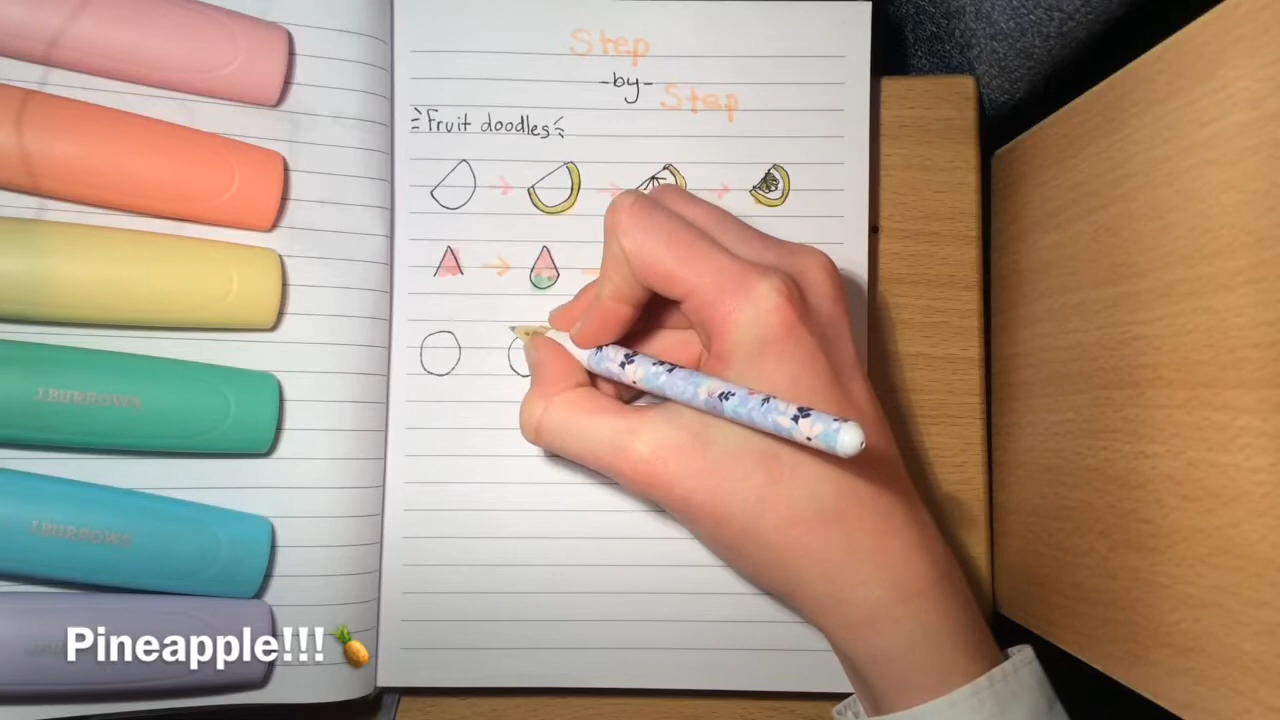 Step
-by-
Step
Fruit doodles
J.BURROWS
J.BURROWS
Pineapple!!! 🍍